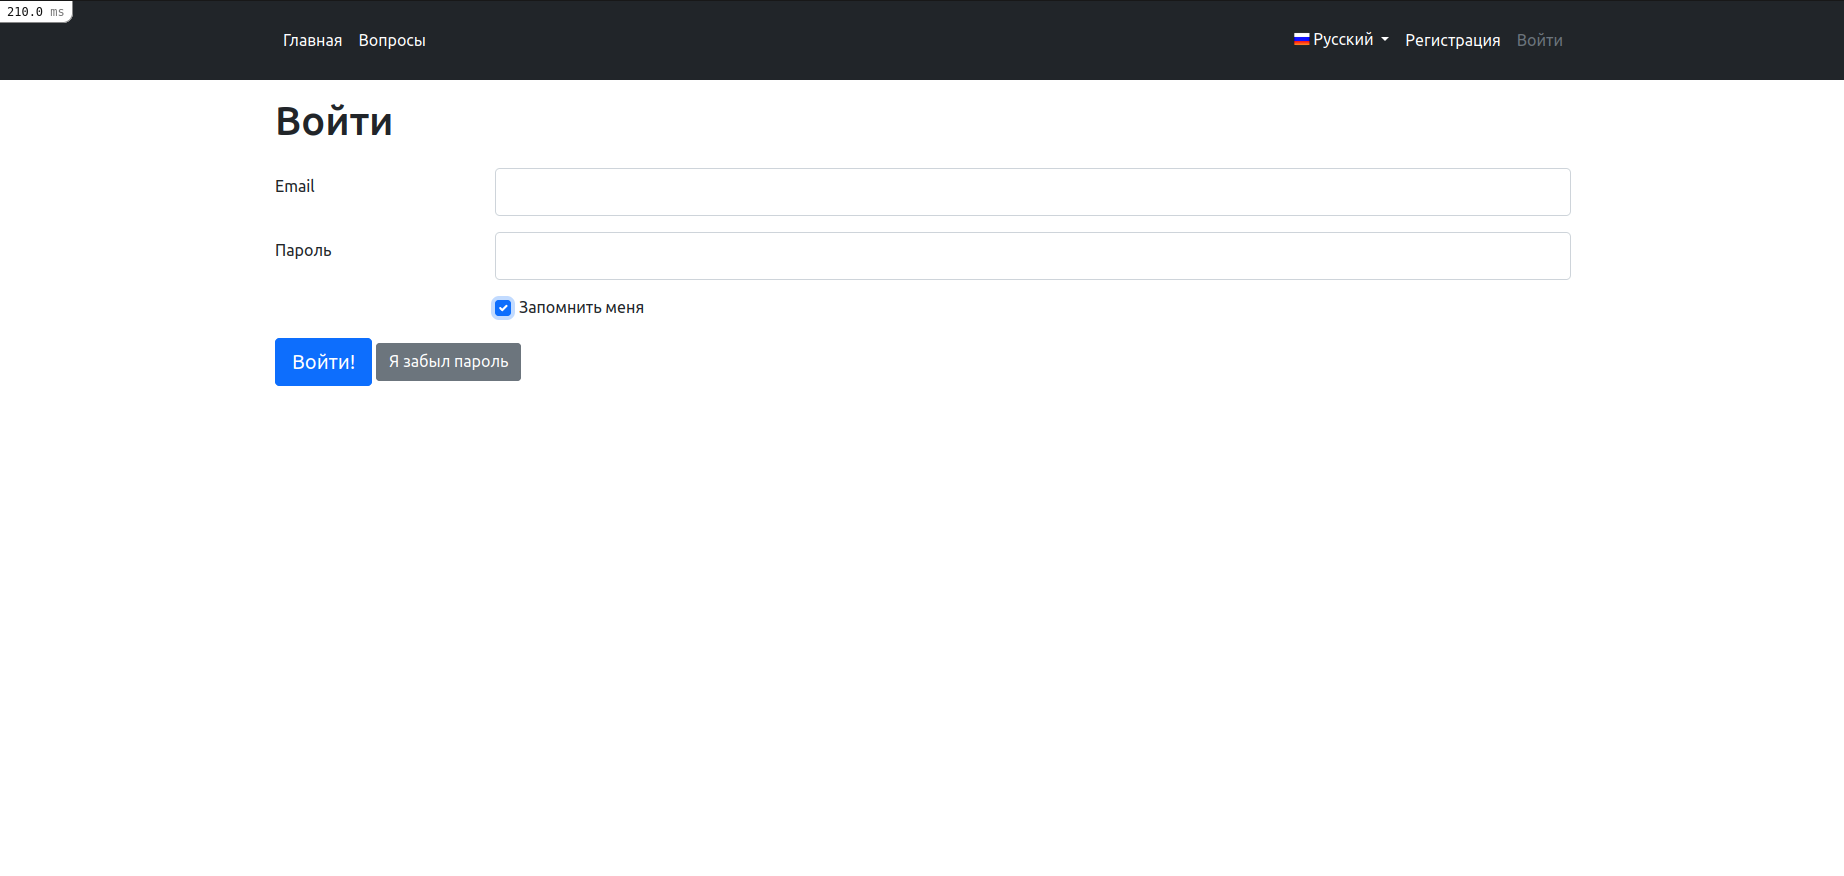 210.0 ms
Главная Вопросы Русский Регистрация Войти
Войти
Email
Пароль
Запомнить меня
Войти! Я забыл пароль